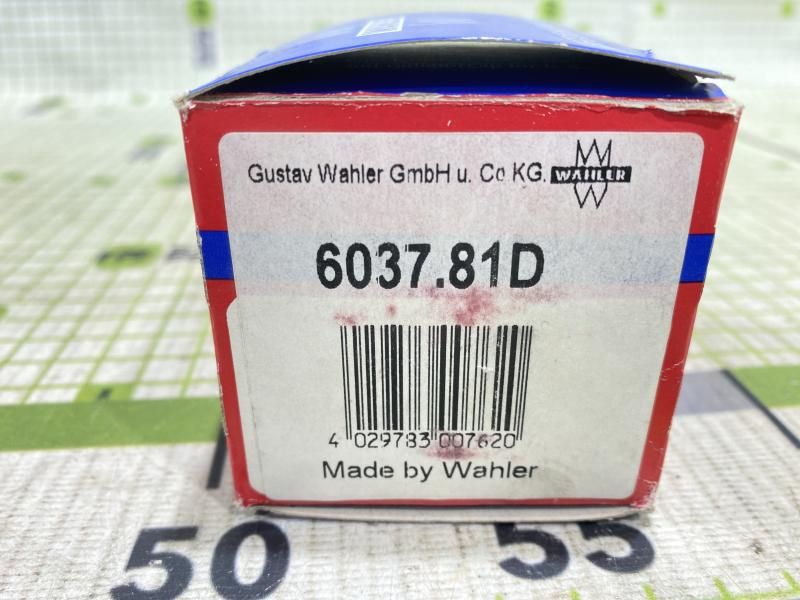 Gustav Wahler GmbH u. Co KG. WAHLER
6037.81D
4 029783 007620
Made by Wahler
50 55